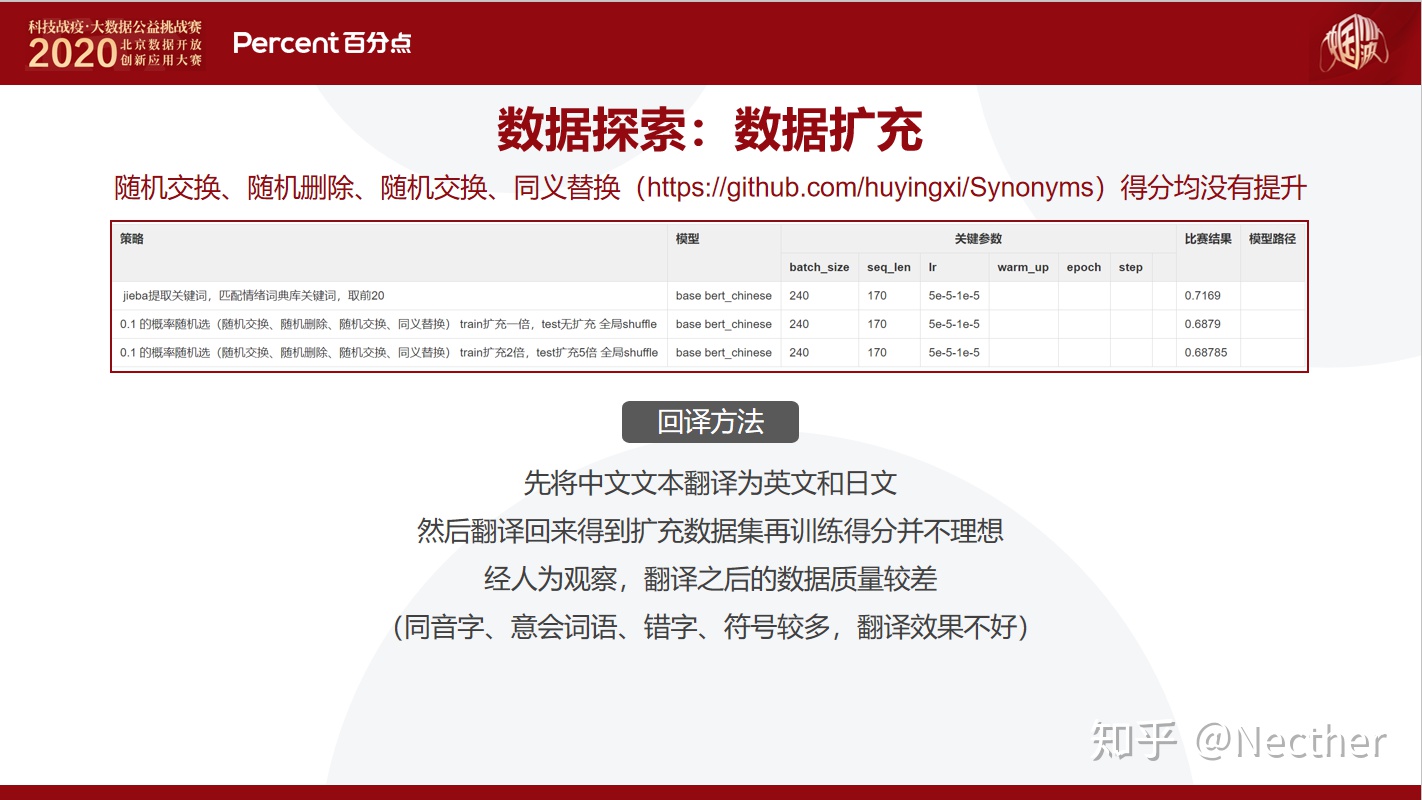 科技战疫·大数据公益挑战赛
2020 北京数据开放
创新应用大赛
Percent 百分点
数据探索：数据扩充
随机交换、随机删除、随机交换、同义替换（https://github.com/huyingxi/Synonyms）得分均没有提升
策略 模型 关键参数 比赛结果 模型路径
batch_size seq_len lr warm_up epoch step
jieba提取关键词，匹配情绪词典库关键词，取前20 base bert_chinese 240 170 5e-5-1e-5 0.7169
0.1 的概率随机选（随机交换、随机删除、随机交换、同义替换） train扩充一倍，test无扩充 全局shuffle base bert_chinese 240 170 5e-5-1e-5 0.6879
0.1 的概率随机选（随机交换、随机删除、随机交换、同义替换） train扩充2倍，test扩充5倍 全局shuffle base bert_chinese 240 170 5e-5-1e-5 0.68785
回译方法
先将中文文本翻译为英文和日文
然后翻译回来得到扩充数据集再训练得分并不理想
经人为观察，翻译之后的数据质量较差
（同音字、意会词语、错字、符号较多，翻译效果不好）
知乎 @Necther